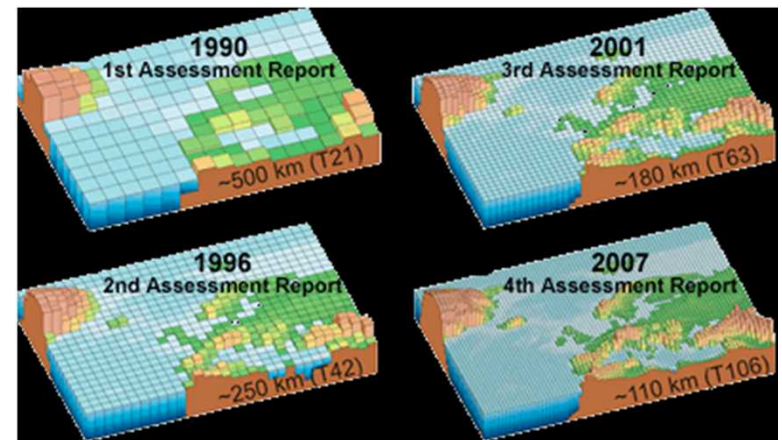 1990
1st Assessment Report
~500 km (T21)
2001
3rd Assessment Report
~180 km (T63)
1996
2nd Assessment Report
~250 km (T42)
2007
4th Assessment Report
~110 km (T106)